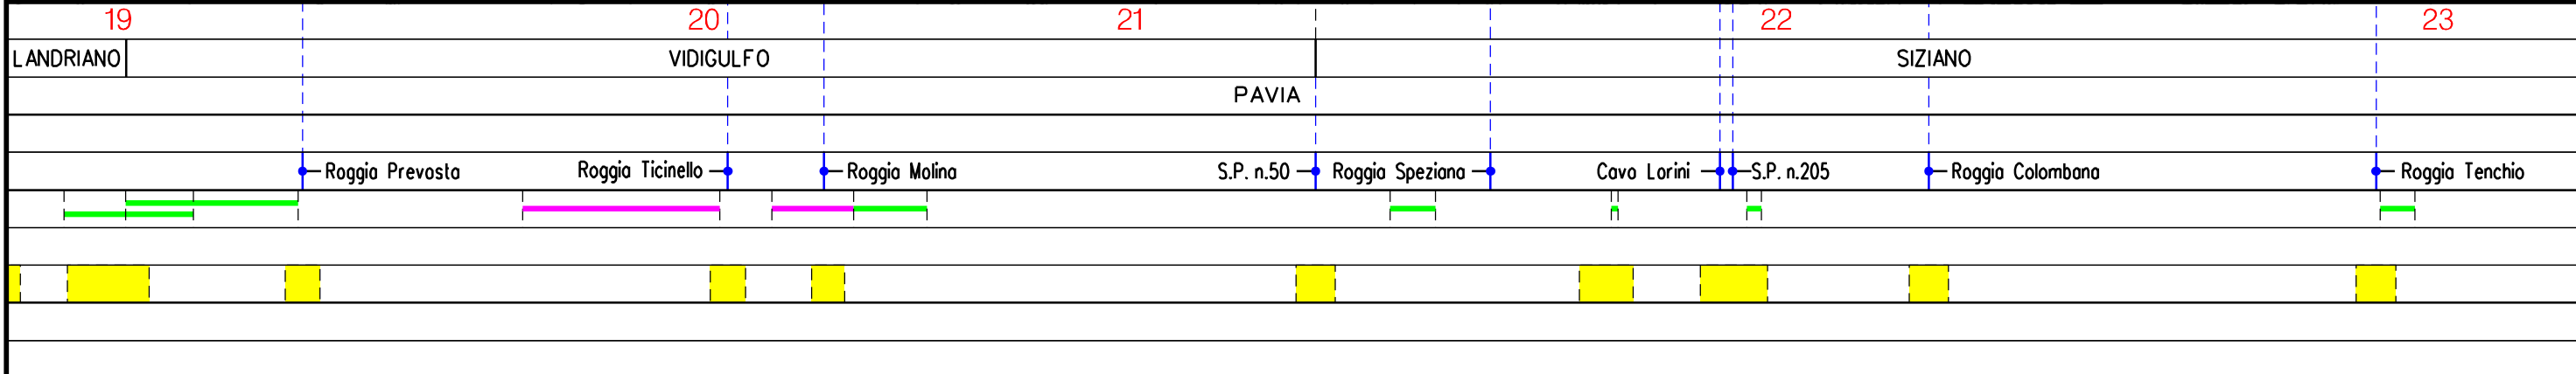 19 20 21 22 23
LANDRIANO VIDIGULFO SIZIANO
PAVIA
Roggia Prevosta Roggia Ticinello Roggia Molina S.P. n.50 Roggia Speziana Cavo Lorini S.P. n.205 Roggia Colombana Roggia Tenchio